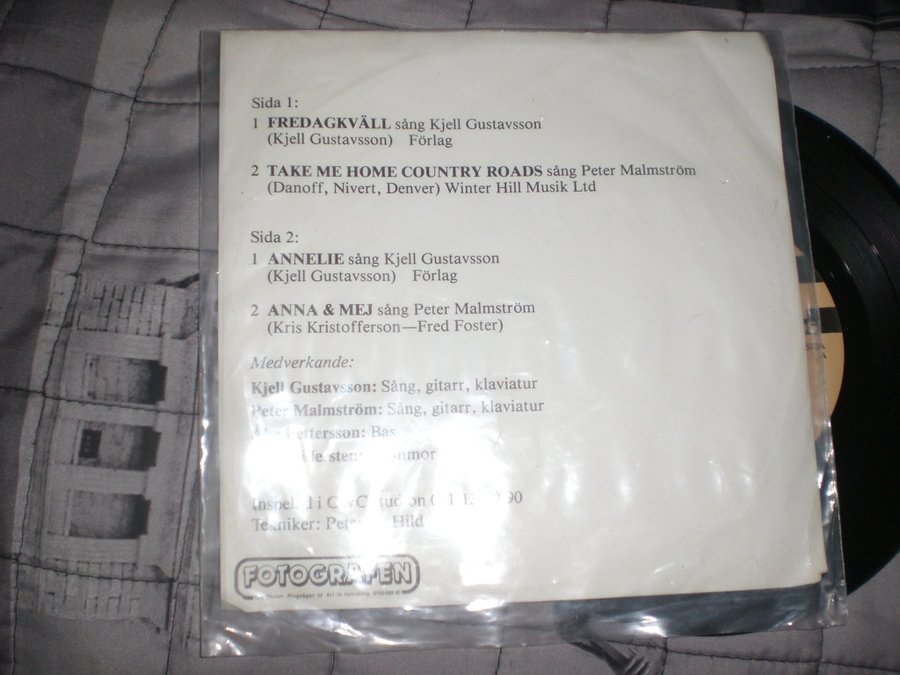 Sida 1:
1 FREDAGKVÄLL sång Kjell Gustavsson
(Kjell Gustavsson) Förlag
2 TAKE ME HOME COUNTRY ROADS sång Peter Malmström
(Danoff, Nivert, Denver) Winter Hill Musik Ltd
Sida 2:
1 ANNELIE sång Kjell Gustavsson
(Kjell Gustavsson) Förlag
2 ANNA & MEJ sång Peter Malmström
(Kris Kristofferson—Fred Foster)
Medverkande:
Kjell Gustavsson: Sång, gitarr, klaviatur
Peter Malmström: Sång, gitarr, klaviatur
Bas
i
Tekniker: Hild
FOTOGRAFEN